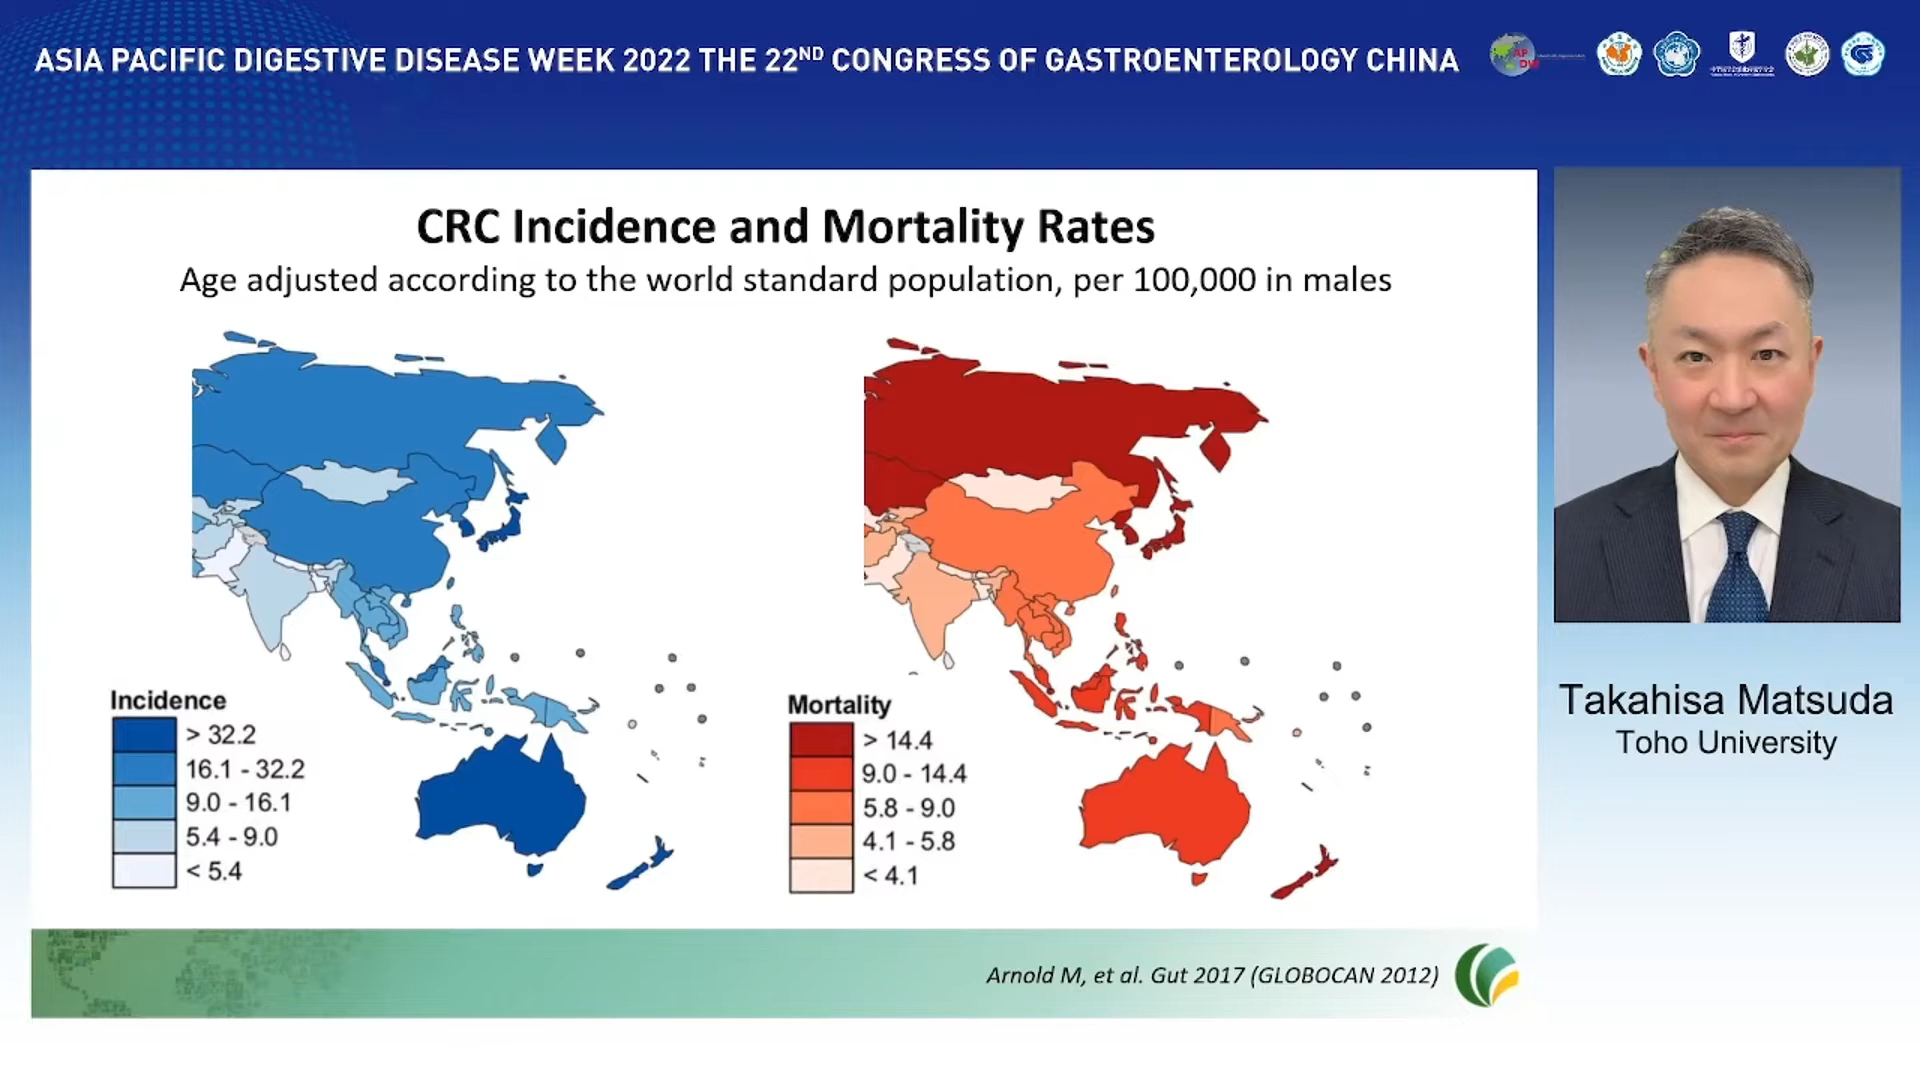 ASIA PACIFIC DIGESTIVE DISEASE WEEK 2022 THE 22ND CONGRESS OF GASTROENTEROLOGY CHINA
CRC Incidence and Mortality Rates
Age adjusted according to the world standard population, per 100,000 in males
Incidence
> 32.2
16.1 - 32.2
9.0 - 16.1
5.4 - 9.0
< 5.4
Mortality
> 14.4
9.0 - 14.4
5.8 - 9.0
4.1 - 5.8
< 4.1
Takahisa Matsuda
Toho University
Arnold M, et al. Gut 2017 (GLOBOCAN 2012)